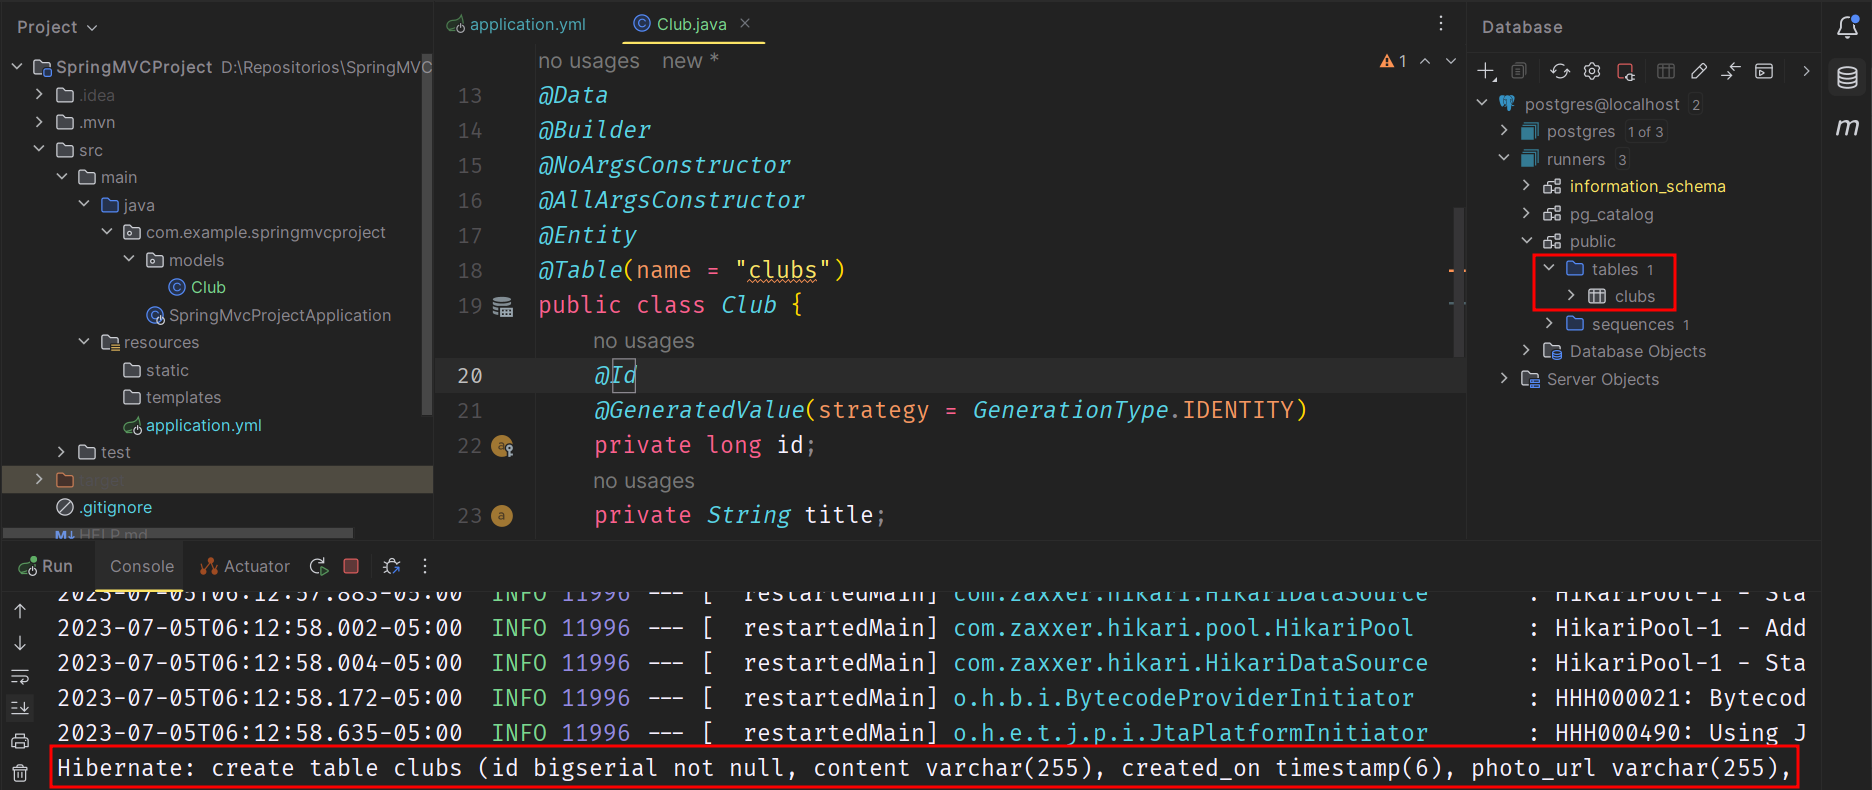 Project
SpringMVCProject D:\Repositorios\SpringMVC
.idea
.mvn
src
main
java
com.example.springmvcproject
models
Club
SpringMvcProjectApplication
resources
static
templates
application.yml
test
target
.gitignore
HELP.md
application.yml
Club.java
no usages new *
1
13 @Data
14 @Builder
15 @NoArgsConstructor
16 @AllArgsConstructor
17 @Entity
18 @Table(name = "clubs")
19 public class Club {
no usages
20 @Id
21 @GeneratedValue(strategy = GenerationType.IDENTITY)
22 private long id;
no usages
23 private String title;
Database
postgres@localhost 2
postgres 1 of 3
runners 3
information_schema
pg_catalog
public
tables 1
clubs
sequences 1
Database Objects
Server Objects
m
Run Console Actuator
2023-07-05T06:12:57.883-05:00 INFO 11996 --- [ restartedMain] com.zaxxer.hikari.HikariDataSource : HikariPool-1 - Sta
2023-07-05T06:12:58.002-05:00 INFO 11996 --- [ restartedMain] com.zaxxer.hikari.pool.HikariPool : HikariPool-1 - Add
2023-07-05T06:12:58.004-05:00 INFO 11996 --- [ restartedMain] com.zaxxer.hikari.HikariDataSource : HikariPool-1 - Sta
2023-07-05T06:12:58.172-05:00 INFO 11996 --- [ restartedMain] o.h.b.i.BytecodeProviderInitiator : HHH000021: Bytecod
2023-07-05T06:12:58.635-05:00 INFO 11996 --- [ restartedMain] o.h.e.t.j.p.i.JtaPlatformInitiator : HHH000490: Using J
Hibernate: create table clubs (id bigserial not null, content varchar(255), created_on timestamp(6), photo_url varchar(255),